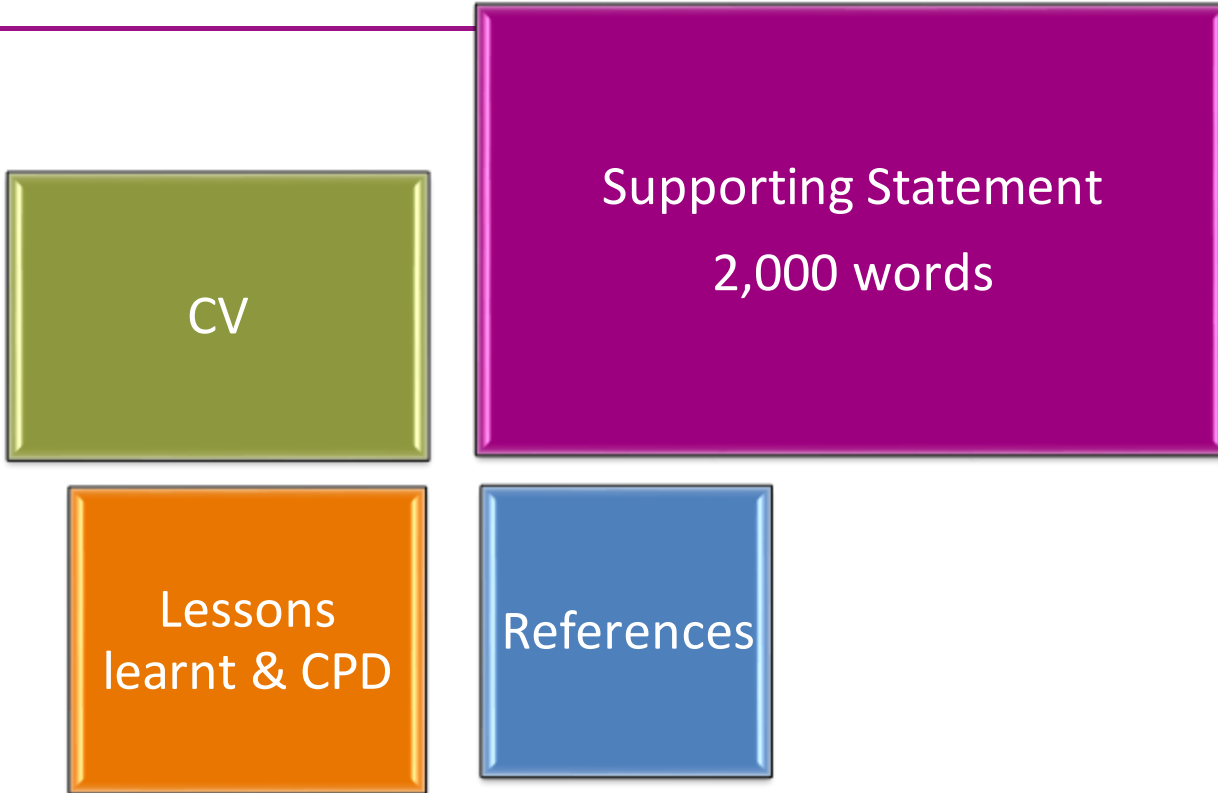 Supporting Statement
2,000 words
CV
Lessons
learnt & CPD
References